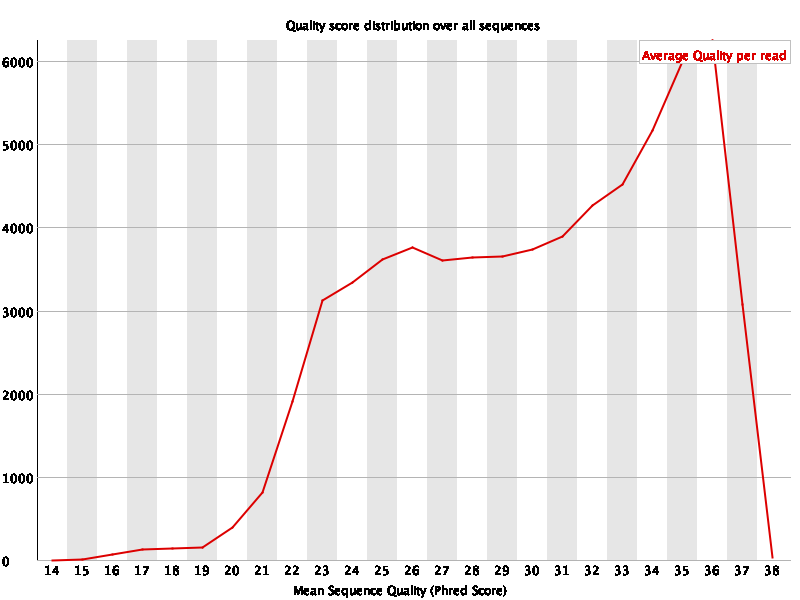 Quality score distribution over all sequences
Average Quality per read
6000
5000
4000
3000
2000
1000
0
14 15 16 17 18 19 20 21 22 23 24 25 26 27 28 29 30 31 32 33 34 35 36 37 38
Mean Sequence Quality (Phred Score)